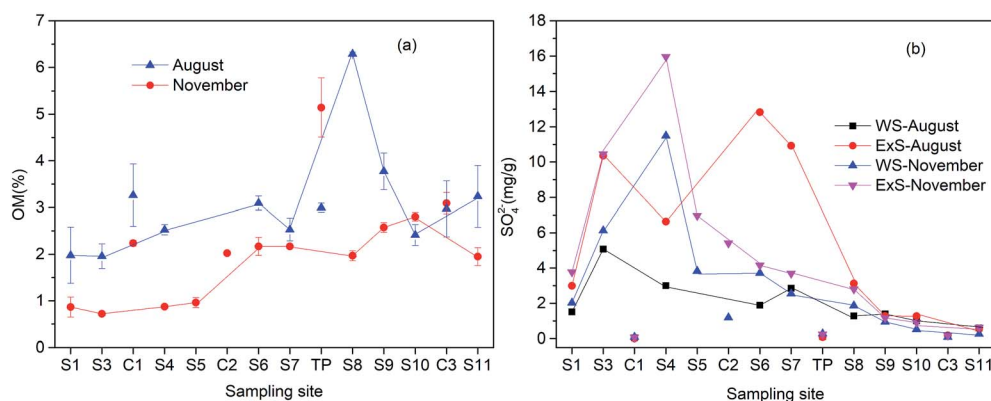 7
6
5
4
3
2
1
0
OM(%)
(a)
August
November
S1 S3 C1 S4 S5 C2 S6 S7 TP S8 S9 S10 C3 S11
Sampling site
18
16
14
12
10
8
6
4
2
0
SO₄²⁻(mg/g)
(b)
WS-August
ExS-August
WS-November
ExS-November
S1 S3 C1 S4 S5 C2 S6 S7 TP S8 S9 S10 C3 S11
Sampling site